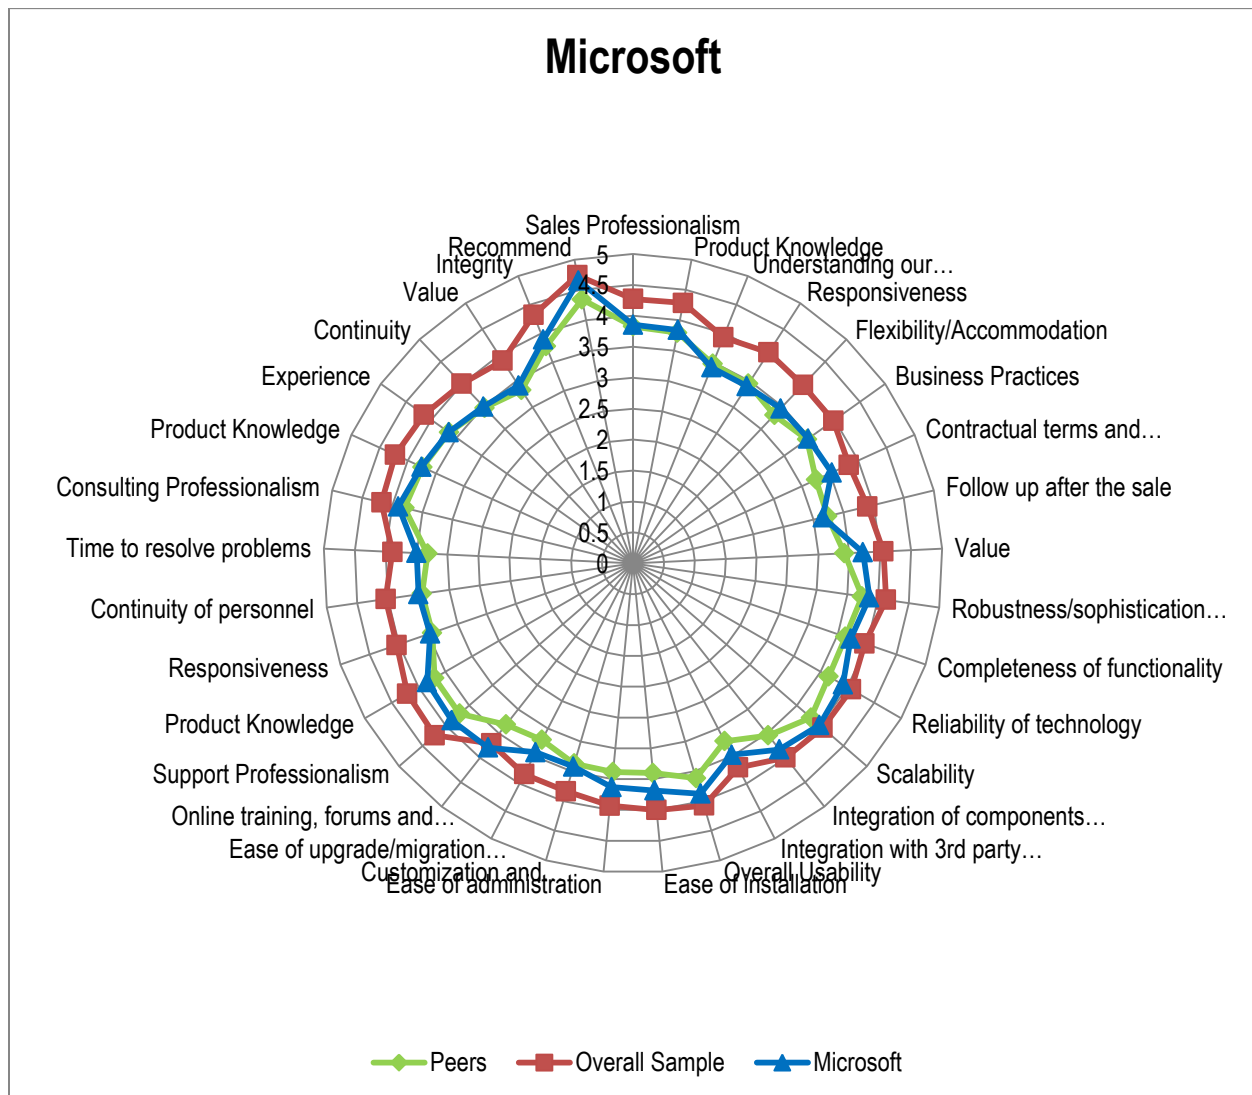 Microsoft
Sales Professionalism
Product Knowledge
Understanding our…
Responsiveness
Flexibility/Accommodation
Business Practices
Contractual terms and…
Follow up after the sale
Value
Robustness/sophistication…
Completeness of functionality
Reliability of technology
Scalability
Integration of components…
Integration with 3rd party…
Overall Usability
Ease of Installation
Ease of administration
Customization and…
Ease of upgrade/migration…
Online training, forums and…
Support Professionalism
Product Knowledge
Responsiveness
Continuity of personnel
Time to resolve problems
Consulting Professionalism
Product Knowledge
Experience
Continuity
Value
Integrity
Recommend
5
4.5
4
3.5
3
2.5
2
1.5
1
0.5
0
Peers
Overall Sample
Microsoft